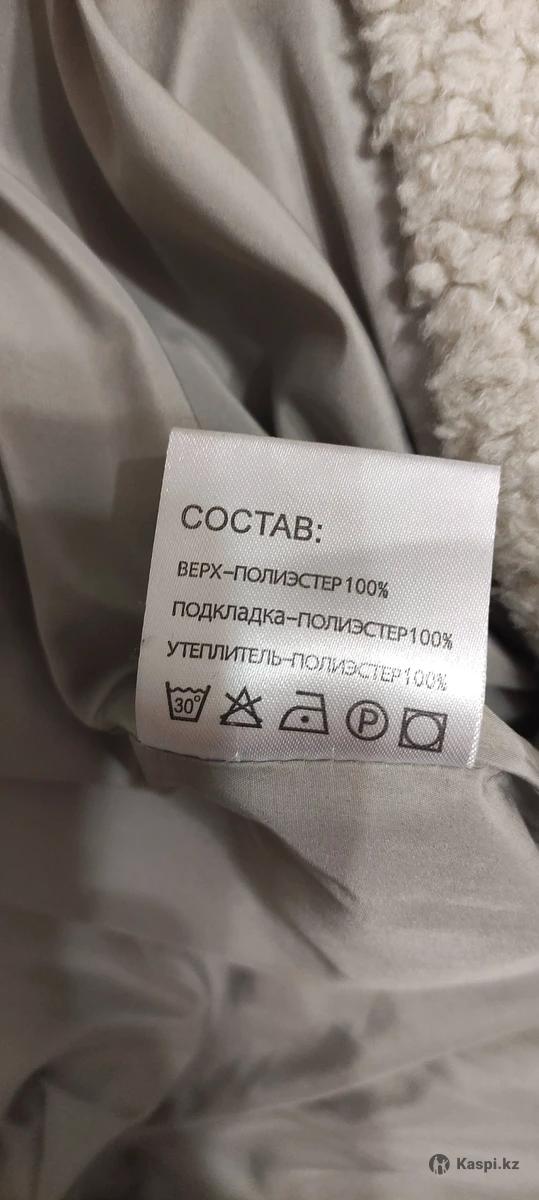 СОСТАВ:
ВЕРХ-ПОЛИЭСТЕР100%
ПОДКЛАДКА-ПОЛИЭСТЕР100%
УТЕПЛИТЕЛЬ-ПОЛИЭСТЕР100%
30° P
Kaspi.kz